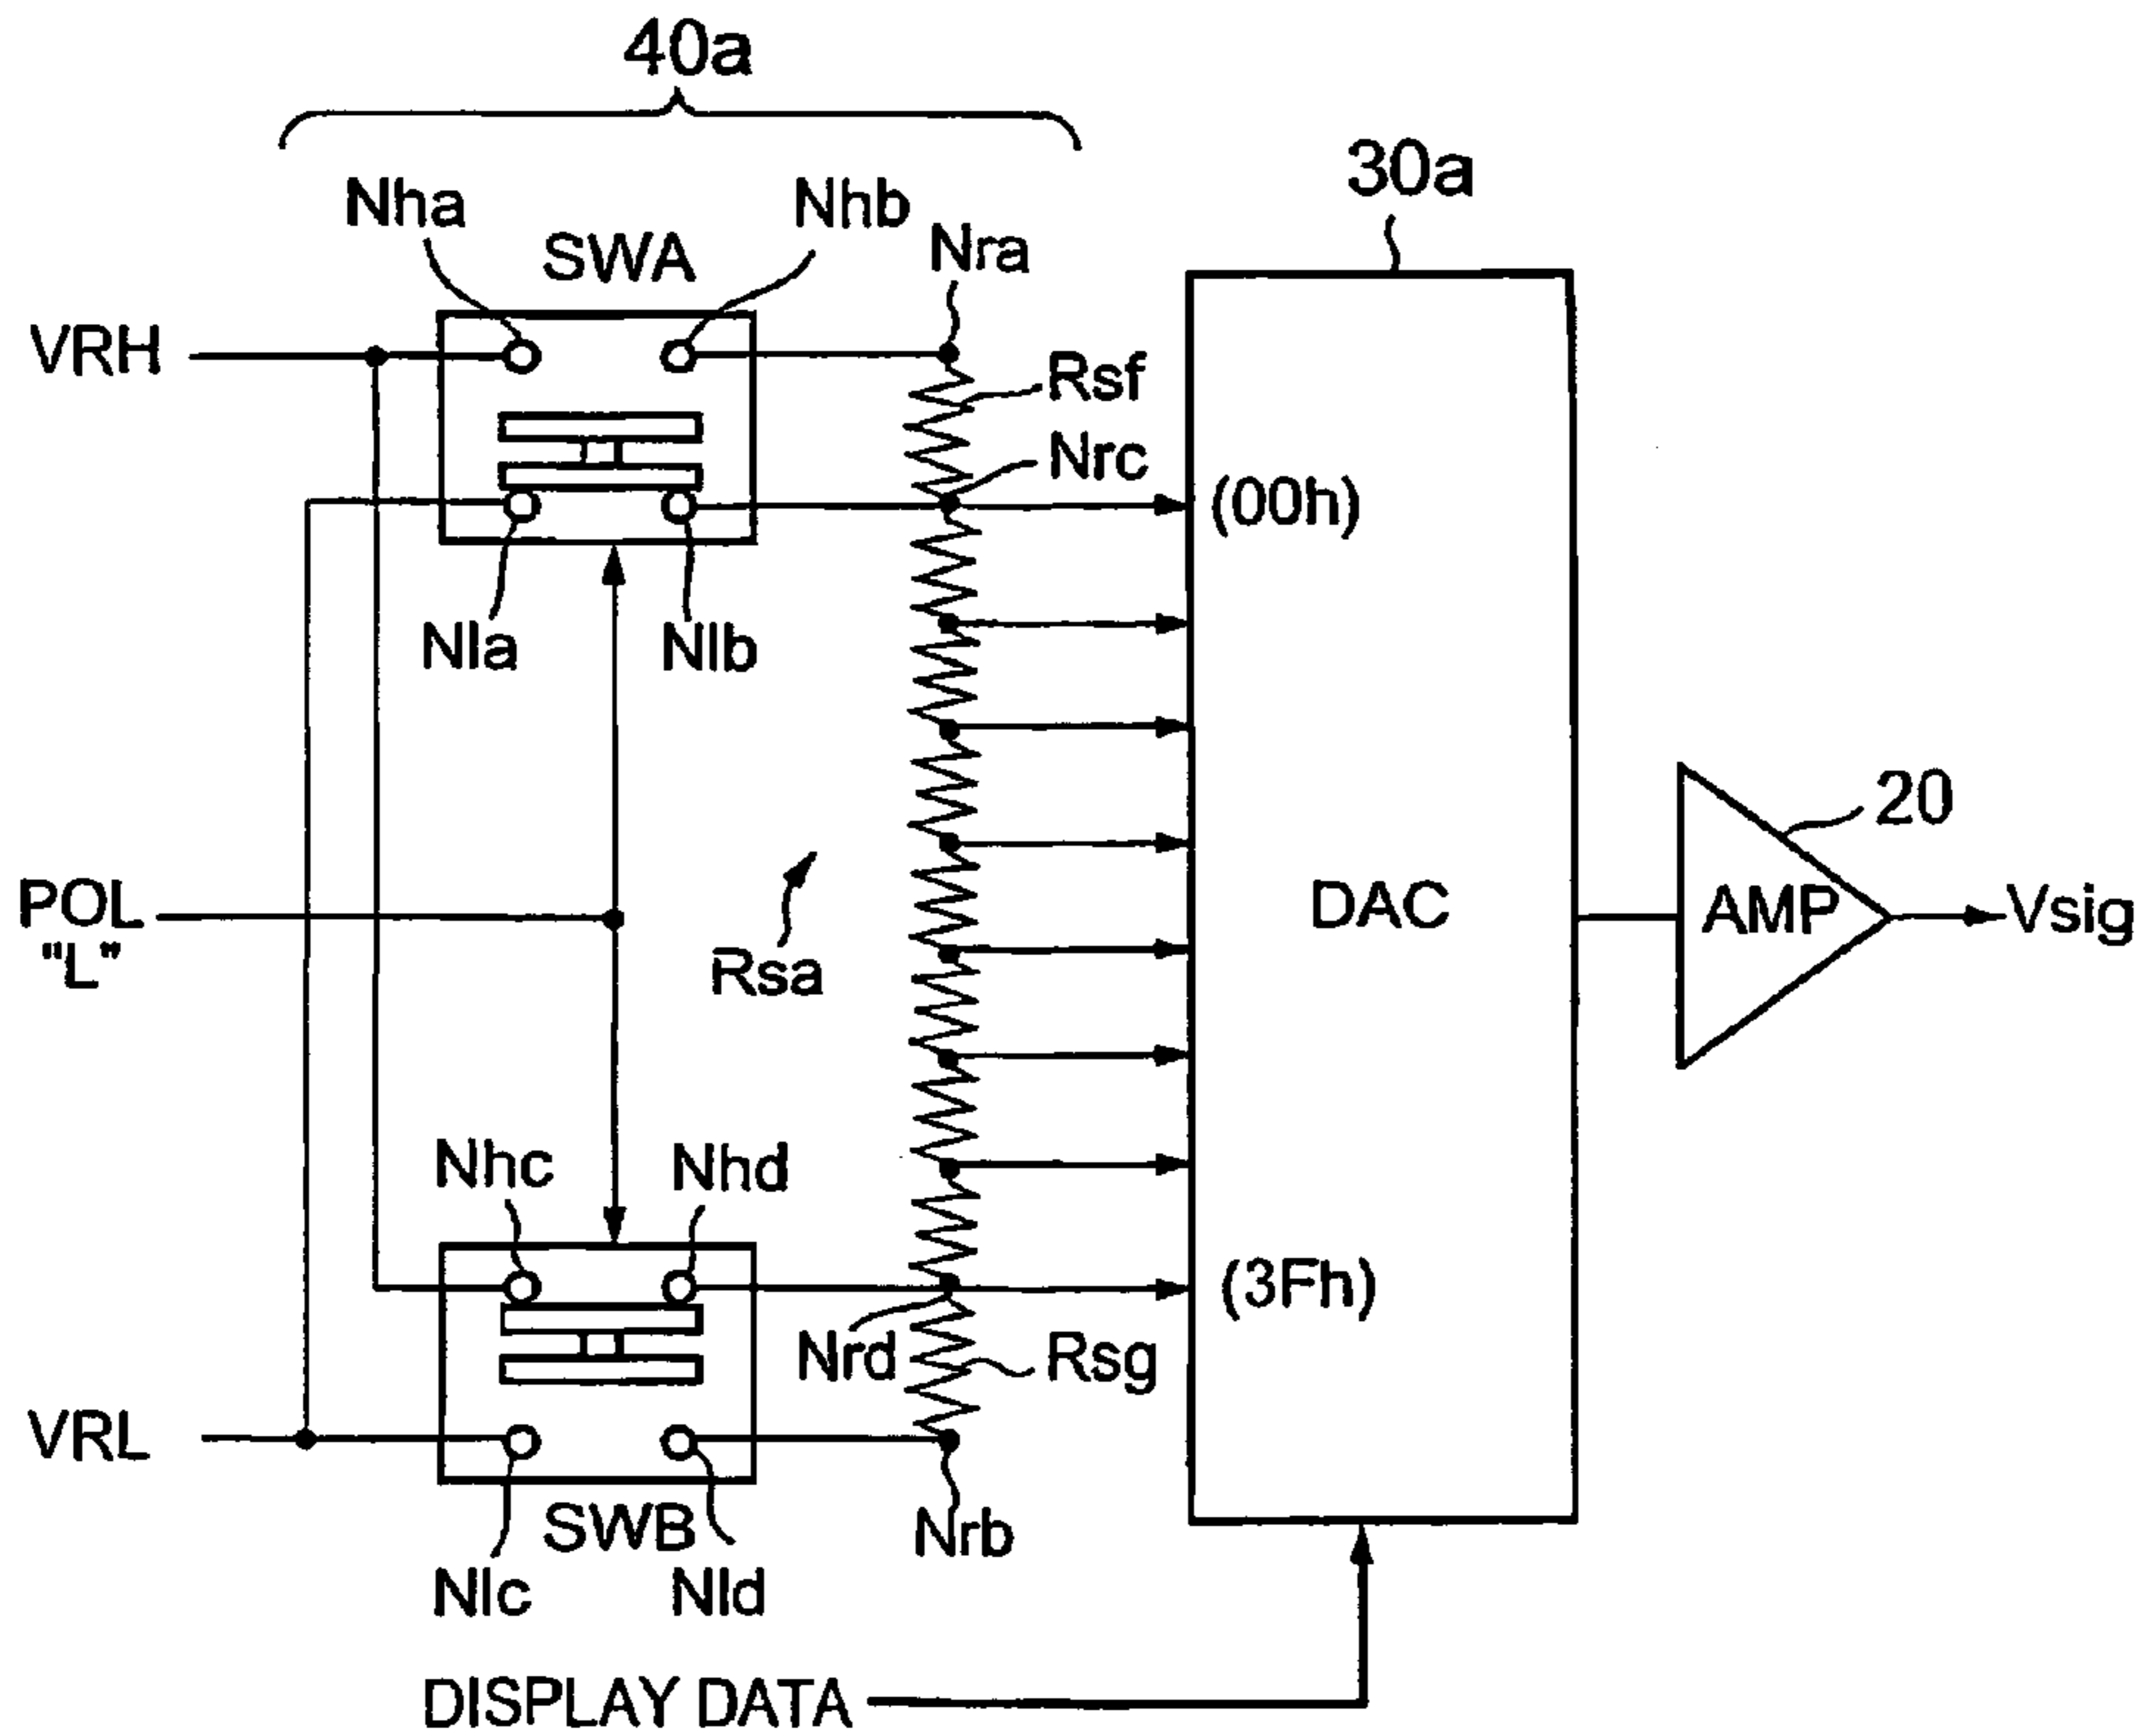 40a
30a
Nha
Nhb
SWA
Nra
VRH
Rsf
Nrc
(00h)
Nla
Nlb
20
POL
"L"
Rsa
DAC
AMP
Vsig
Nhc
Nhd
(3Fh)
Nrd
Rsg
VRL
SWB
Nrb
Nlc
Nld
DISPLAY DATA